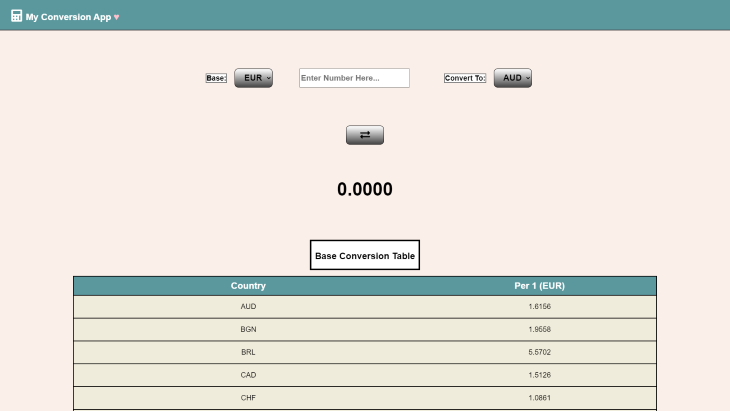 My Conversion App ♥
Base: EUR Enter Number Here... Convert To: AUD
0.0000
Base Conversion Table
Country Per 1 (EUR)
AUD 1.6156
BGN 1.9558
BRL 5.5702
CAD 1.5126
CHF 1.0861